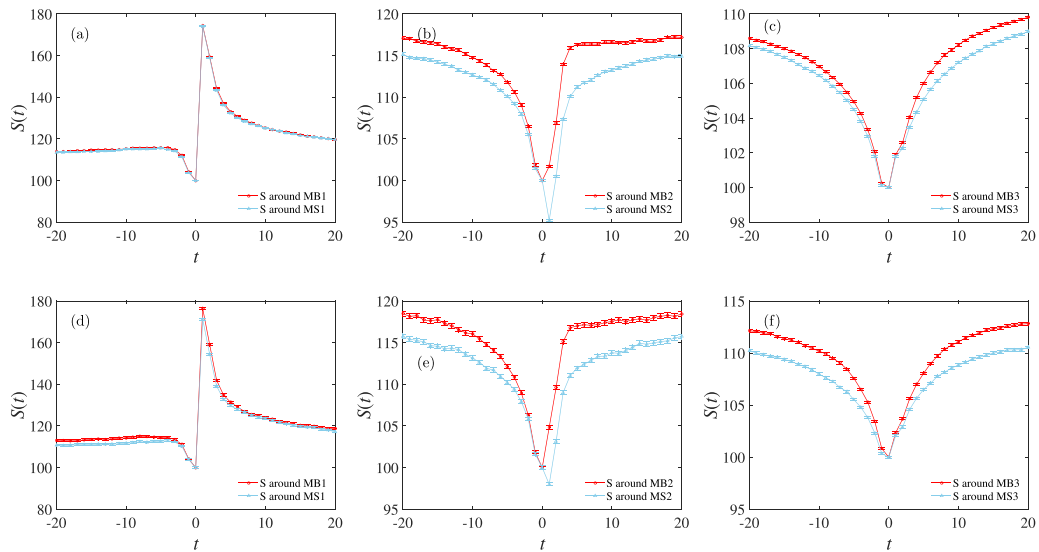 (a)
180
160
140
120
100
80
S(t)
-20 -10 0 10 20
t
S around MB1
S around MS1
(b)
120
115
110
105
100
95
S(t)
-20 -10 0 10 20
t
S around MB2
S around MS2
(c)
110
108
106
104
102
100
98
S(t)
-20 -10 0 10 20
t
S around MB3
S around MS3
(d)
180
160
140
120
100
80
S(t)
-20 -10 0 10 20
t
S around MB1
S around MS1
(e)
120
115
110
105
100
95
S(t)
-20 -10 0 10 20
t
S around MB2
S around MS2
(f)
115
110
105
100
95
S(t)
-20 -10 0 10 20
t
S around MB3
S around MS3